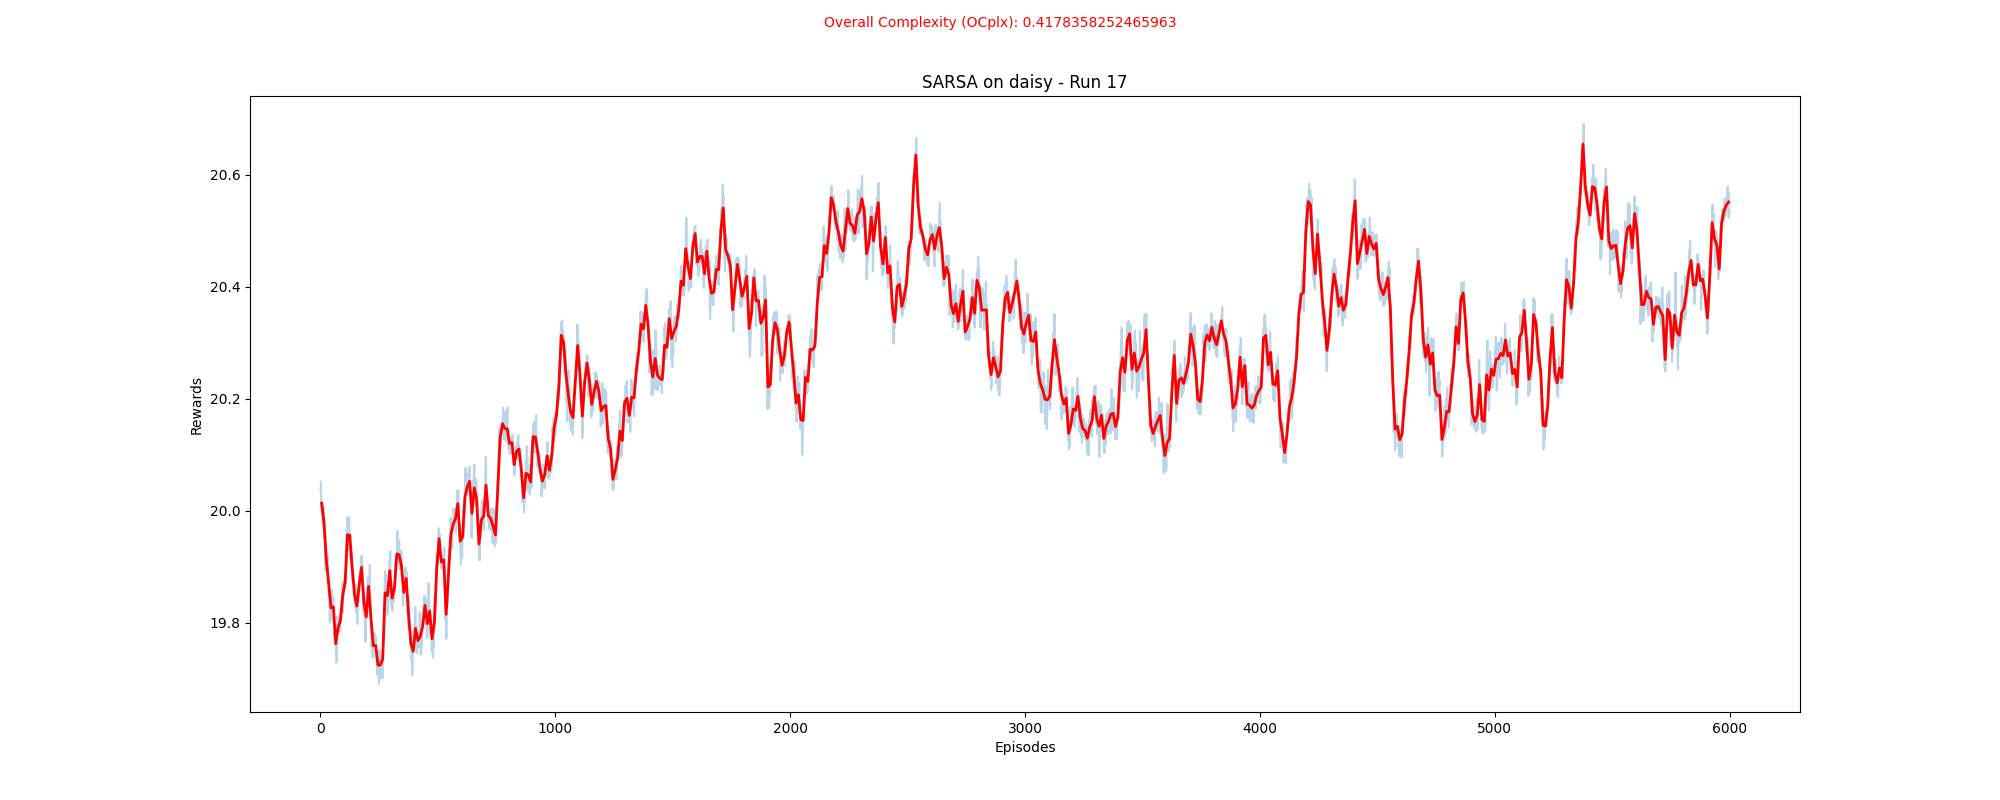 Overall Complexity (OCplx): 0.4178358252465963
SARSA on daisy - Run 17
Rewards
20.6
20.4
20.2
20.0
19.8
0 1000 2000 3000 4000 5000 6000
Episodes